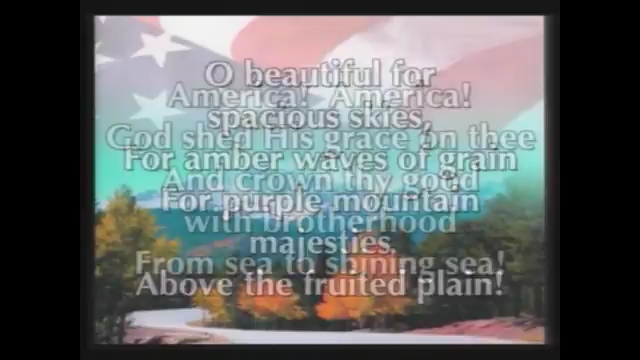 O beautiful for
America! America!
spacious skies,
God shed His grace on thee
For amber waves of grain
And crown thy good
For purple mountain
with brotherhood
majesties,
From sea to shining sea!
Above the fruited plain!